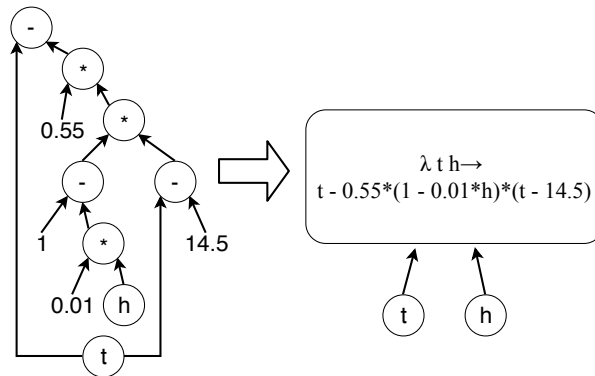 -
*
0.55
*
-
-
1
*
14.5
0.01
h
t
λ t h→
t - 0.55*(1 - 0.01*h)*(t - 14.5)
t
h